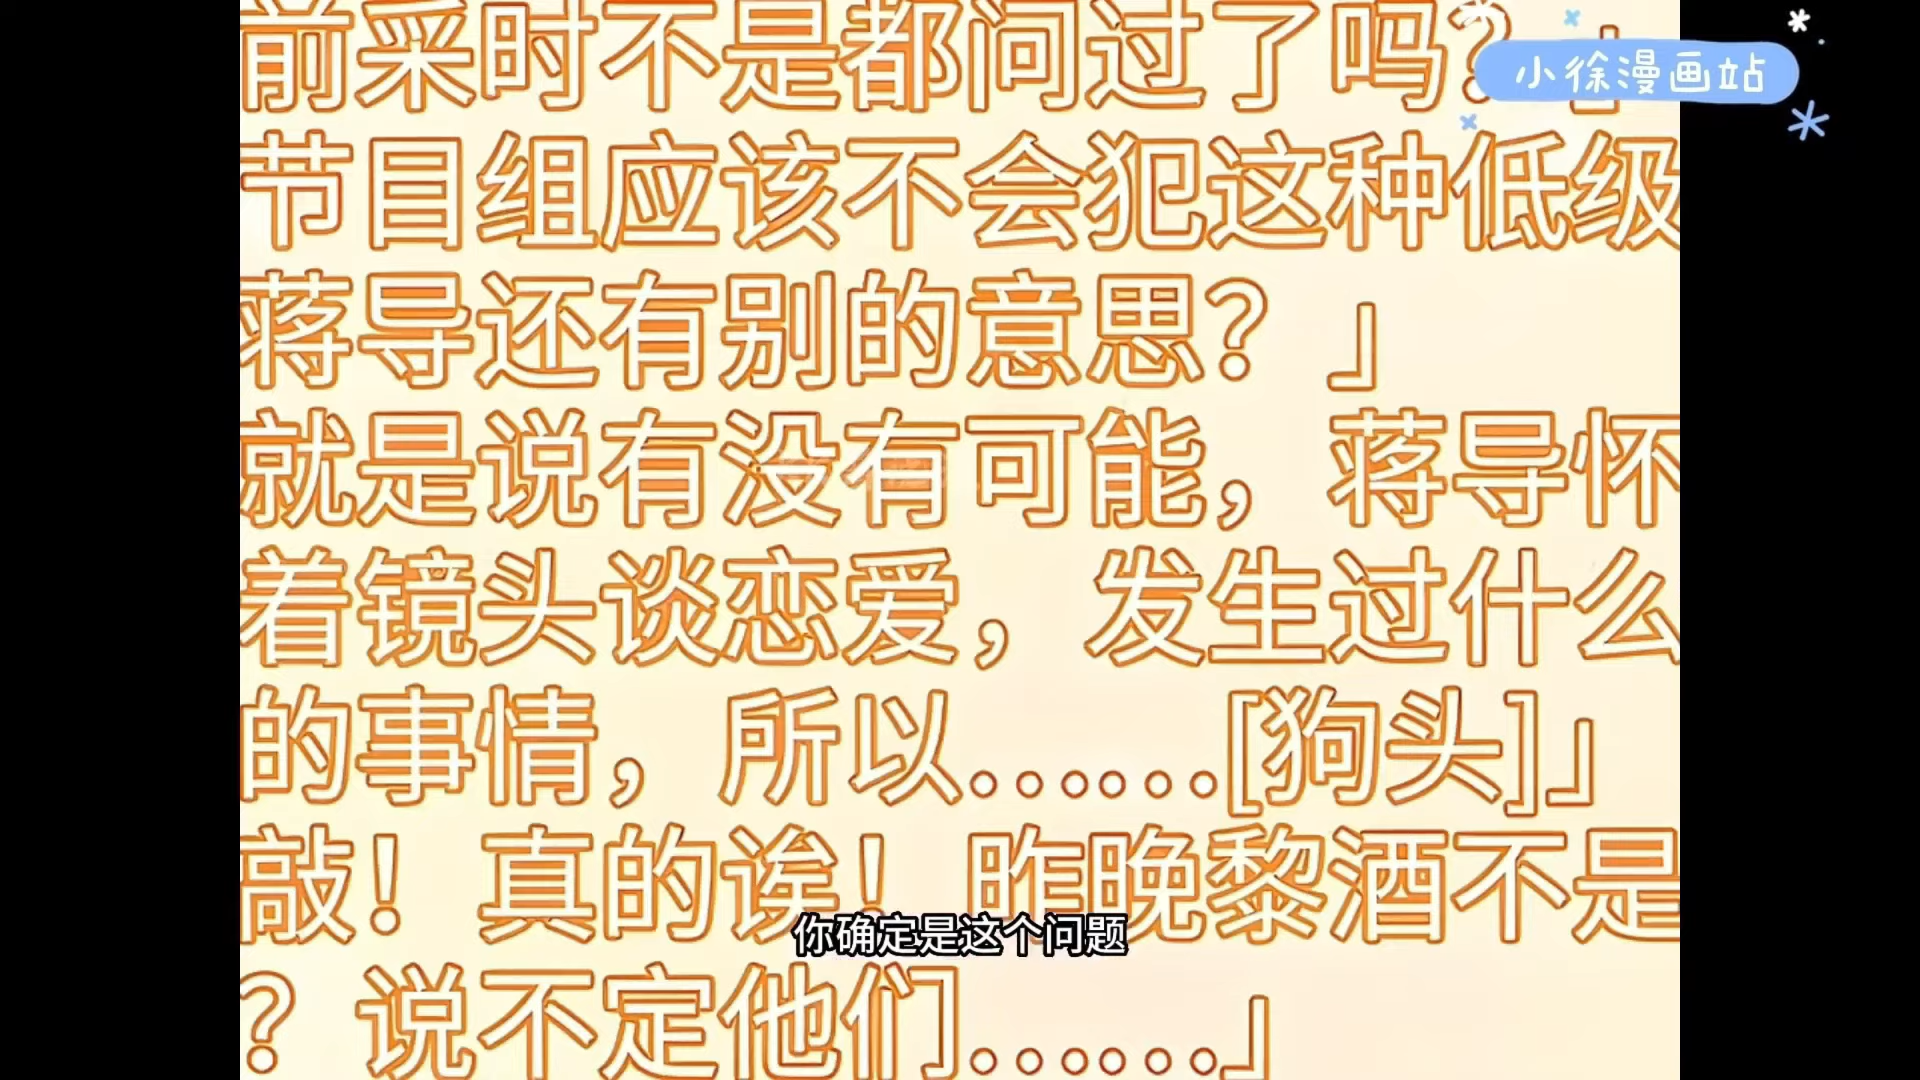 前采时不是都问过了吗？」
小徐漫画站
节目组应该不会犯这种低级
蒋导还有别的意思？」
就是说有没有可能，蒋导怀
着镜头谈恋爱，发生过什么
的事情，所以……[狗头]」
敲！真的诶！昨晚黎酒不是
你确定是这个问题
？说不定他们……」